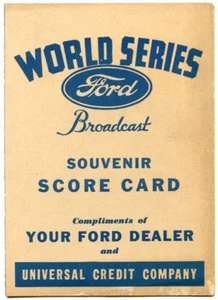 WORLD SERIES
Ford
Broadcast
SOUVENIR
SCORE CARD
Compliments of
YOUR FORD DEALER
and
UNIVERSAL CREDIT COMPANY